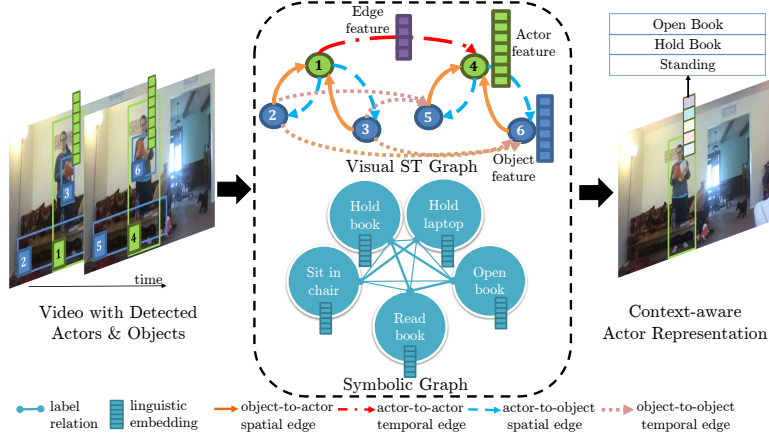 Edge
feature
Actor
feature
1
4
2
3
5
6
Visual ST Graph
Object
feature
Open Book
Hold Book
Standing
3
6
2
1
5
4
time
Video with Detected
Actors & Objects
Hold
book
Hold
laptop
Sit in
chair
Open
book
Read
book
Symbolic Graph
Context-aware
Actor Representation
label
relation
linguistic
embedding
object-to-actor
spatial edge
actor-to-actor
temporal edge
actor-to-object
spatial edge
object-to-object
temporal edge